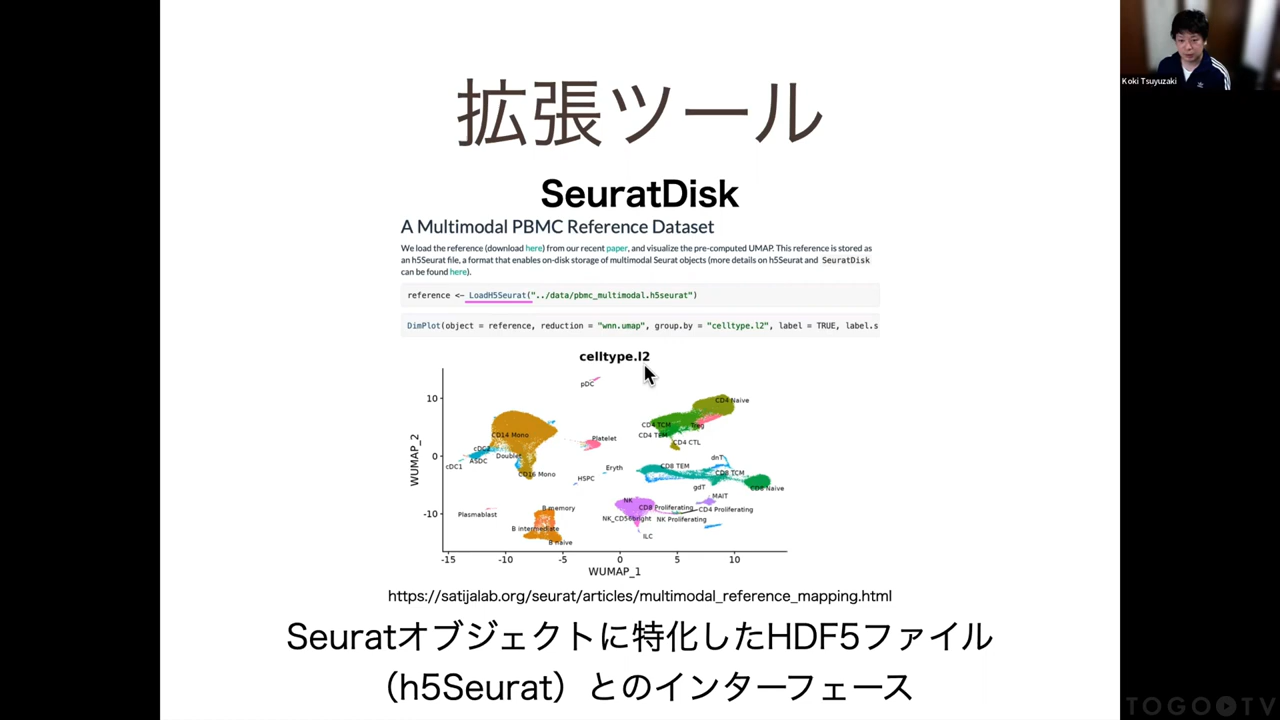 拡張ツール
Koki Tsuyuzaki
SeuratDisk
A Multimodal PBMC Reference Dataset
We load the reference (download here) from our recent paper, and visualize the pre-computed UMAP. This reference is stored as
an h5Seurat file, a format that enables on-disk storage of multimodal Seurat objects (more details on h5Seurat and SeuratDisk
can be found here).
reference <- LoadH5Seurat("../data/pbmc_multimodal.h5seurat")
DimPlot(object = reference, reduction = "wnn.umap", group.by = "celltype.l2", label = TRUE, label.s
celltype.l2
pDC
CD4 Naive
CD4 TCM
Treg
CD14 Mono
CD4 TEM
Platelet
CD4 CTL
cDC2
Doublet
dnT
ASDC
cDC1
Eryth
CD8 TEM
CD8 TCM
CD16 Mono
HSPC
gdT
CD8 Naive
MAIT
NK
B memory
CD8 Proliferating
CD4 Proliferating
Plasmablast
NK_CD56bright
NK Proliferating
B intermediate
ILC
B naive
WUMAP_2
10
0
-10
-15
-10
-5
0
5
10
WUMAP_1
https://satijalab.org/seurat/articles/multimodal_reference_mapping.html
Seuratオブジェクトに特化したHDF5ファイル
（h5Seurat）とのインターフェース
TOGO TV